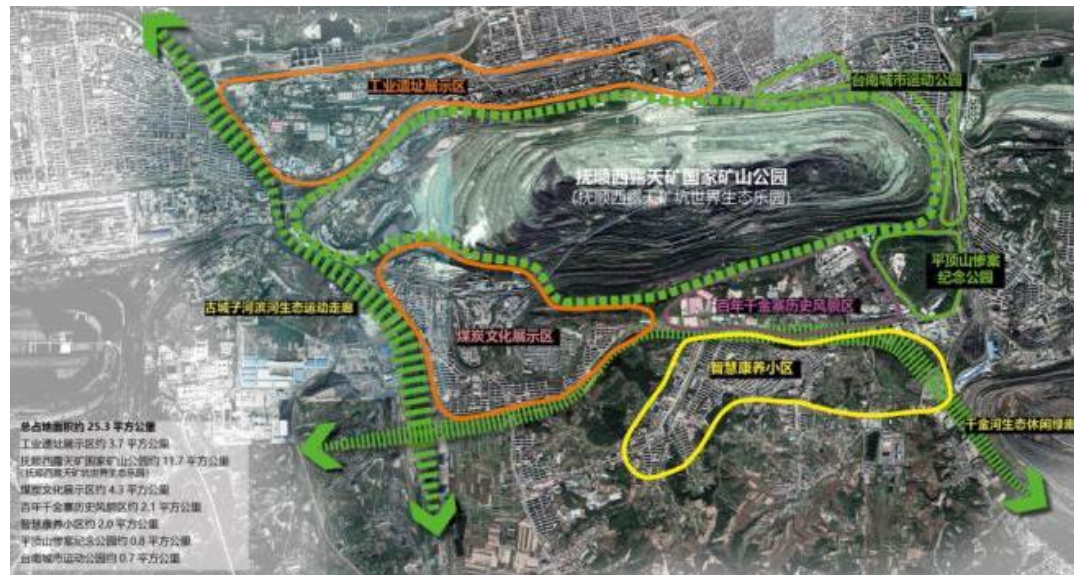 工业遗址展示区
台南城市运动公园
抚顺西露天矿国家矿山公园
(抚顺西露天矿坑世界生态乐园)
平顶山惨案
纪念公园
古城子河滨河生态运动走廊
百年千金寨历史风貌区
煤炭文化展示区
智慧康养小区
千金河生态休闲绿廊
总占地面积约 25.3 平方公里
工业遗址展示区约 3.7 平方公里
抚顺西露天矿国家矿山公园约 11.7 平方公里
(抚顺西露天矿坑世界生态乐园)
煤炭文化展示区约 4.3 平方公里
百年千金寨历史风貌区约 2.1 平方公里
智慧康养小区约 2.0 平方公里
平顶山惨案纪念公园约 0.8 平方公里
台南城市运动公园约 0.7 平方公里